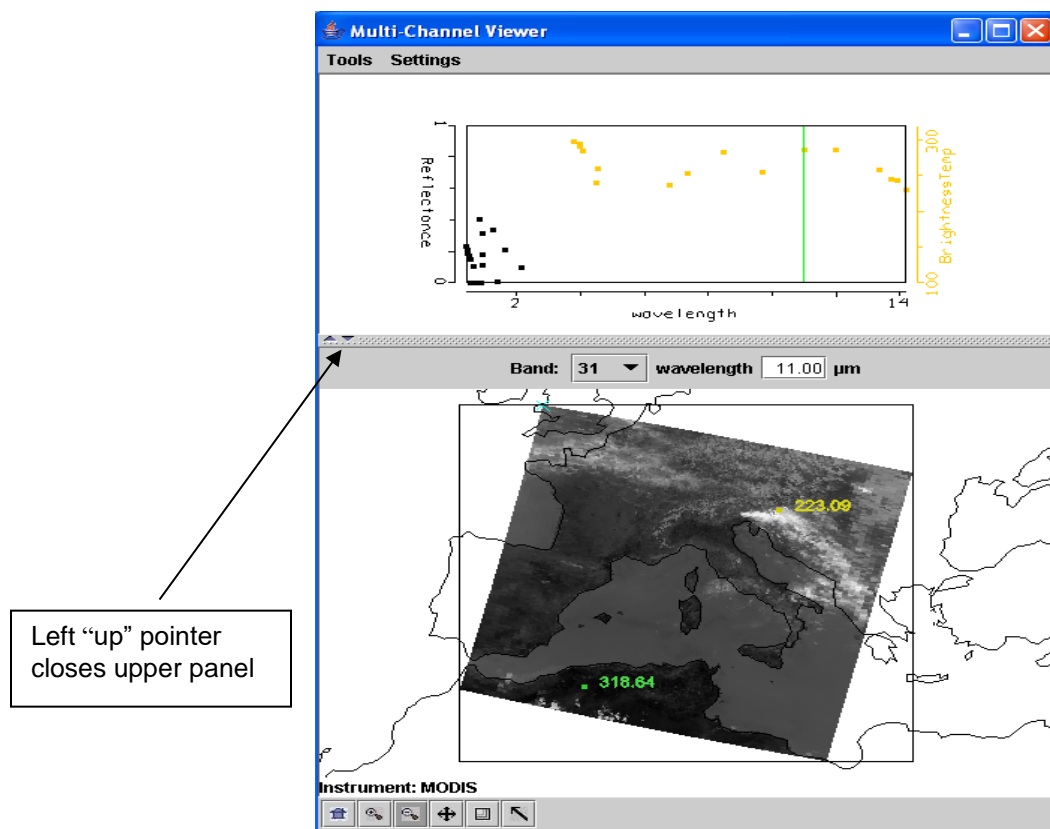 Multi-Channel Viewer
Tools Settings
1
Reflectance
0
300
BrightnessTemp
100
2
14
wavelength
Band: 31 wavelength 11.00 µm
223.09
318.64
Left “up” pointer
closes upper panel
Instrument: MODIS